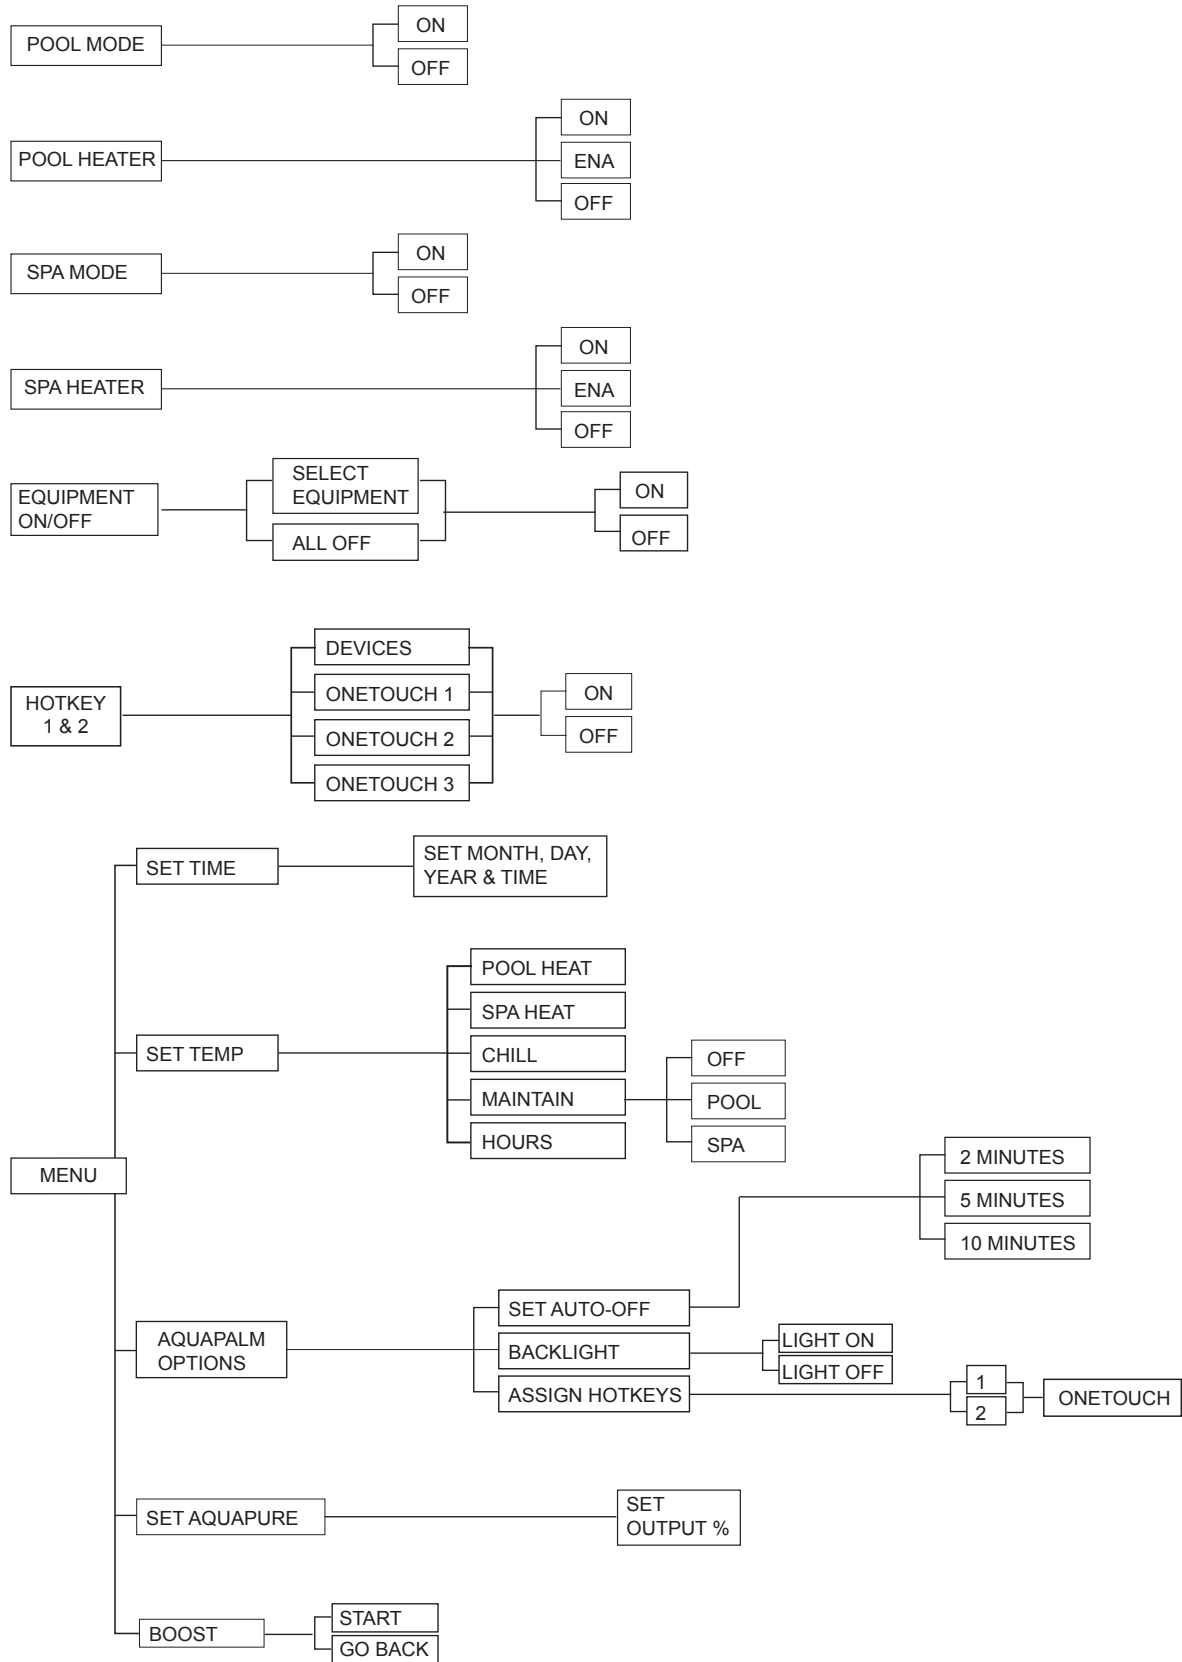 POOL MODE
ON
OFF
POOL HEATER
ON
ENA
OFF
SPA MODE
ON
OFF
SPA HEATER
ON
ENA
OFF
EQUIPMENT
ON/OFF
SELECT
EQUIPMENT
ALL OFF
ON
OFF
HOTKEY
1 & 2
DEVICES
ONETOUCH 1
ONETOUCH 2
ONETOUCH 3
ON
OFF
MENU
SET TIME
SET MONTH, DAY,
YEAR & TIME
SET TEMP
POOL HEAT
SPA HEAT
CHILL
MAINTAIN
HOURS
OFF
POOL
SPA
AQUAPALM
OPTIONS
SET AUTO-OFF
2 MINUTES
5 MINUTES
10 MINUTES
BACKLIGHT
LIGHT ON
LIGHT OFF
ASSIGN HOTKEYS
1
2
ONETOUCH
SET AQUAPURE
SET
OUTPUT %
BOOST
START
GO BACK